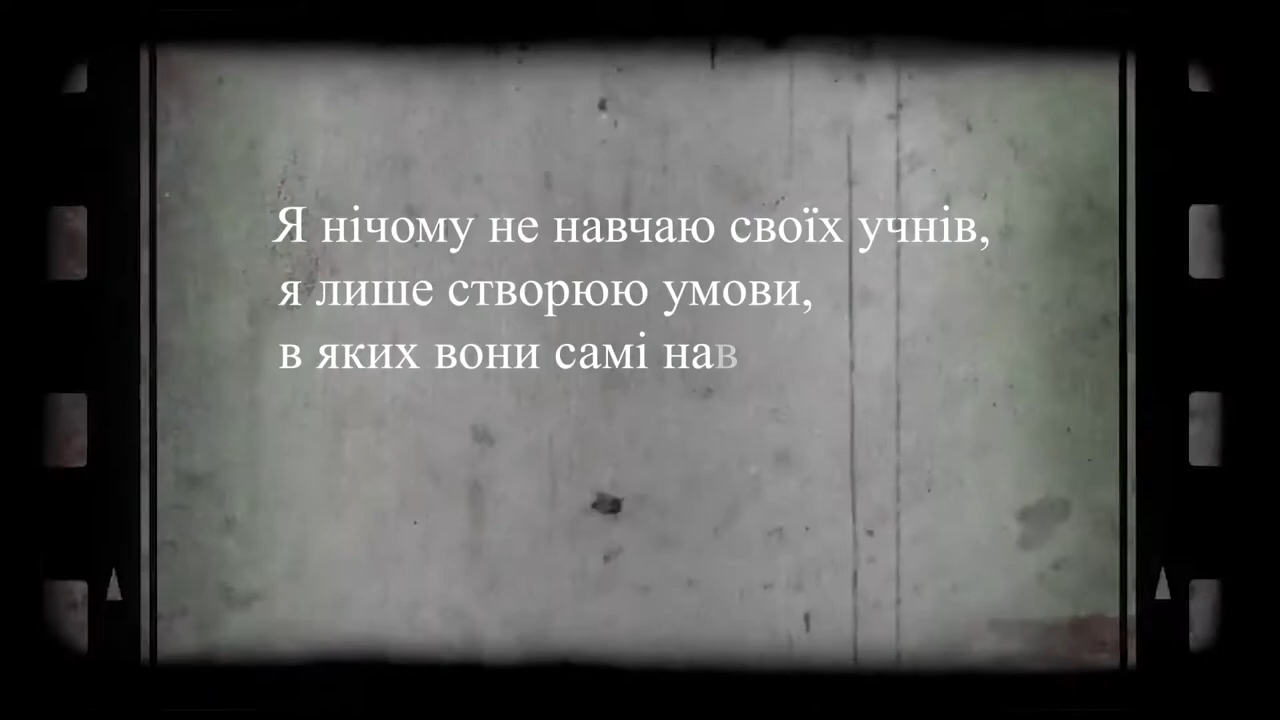 Я нічому не навчаю своїх учнів,
я лише створюю умови,
в яких вони самі нав